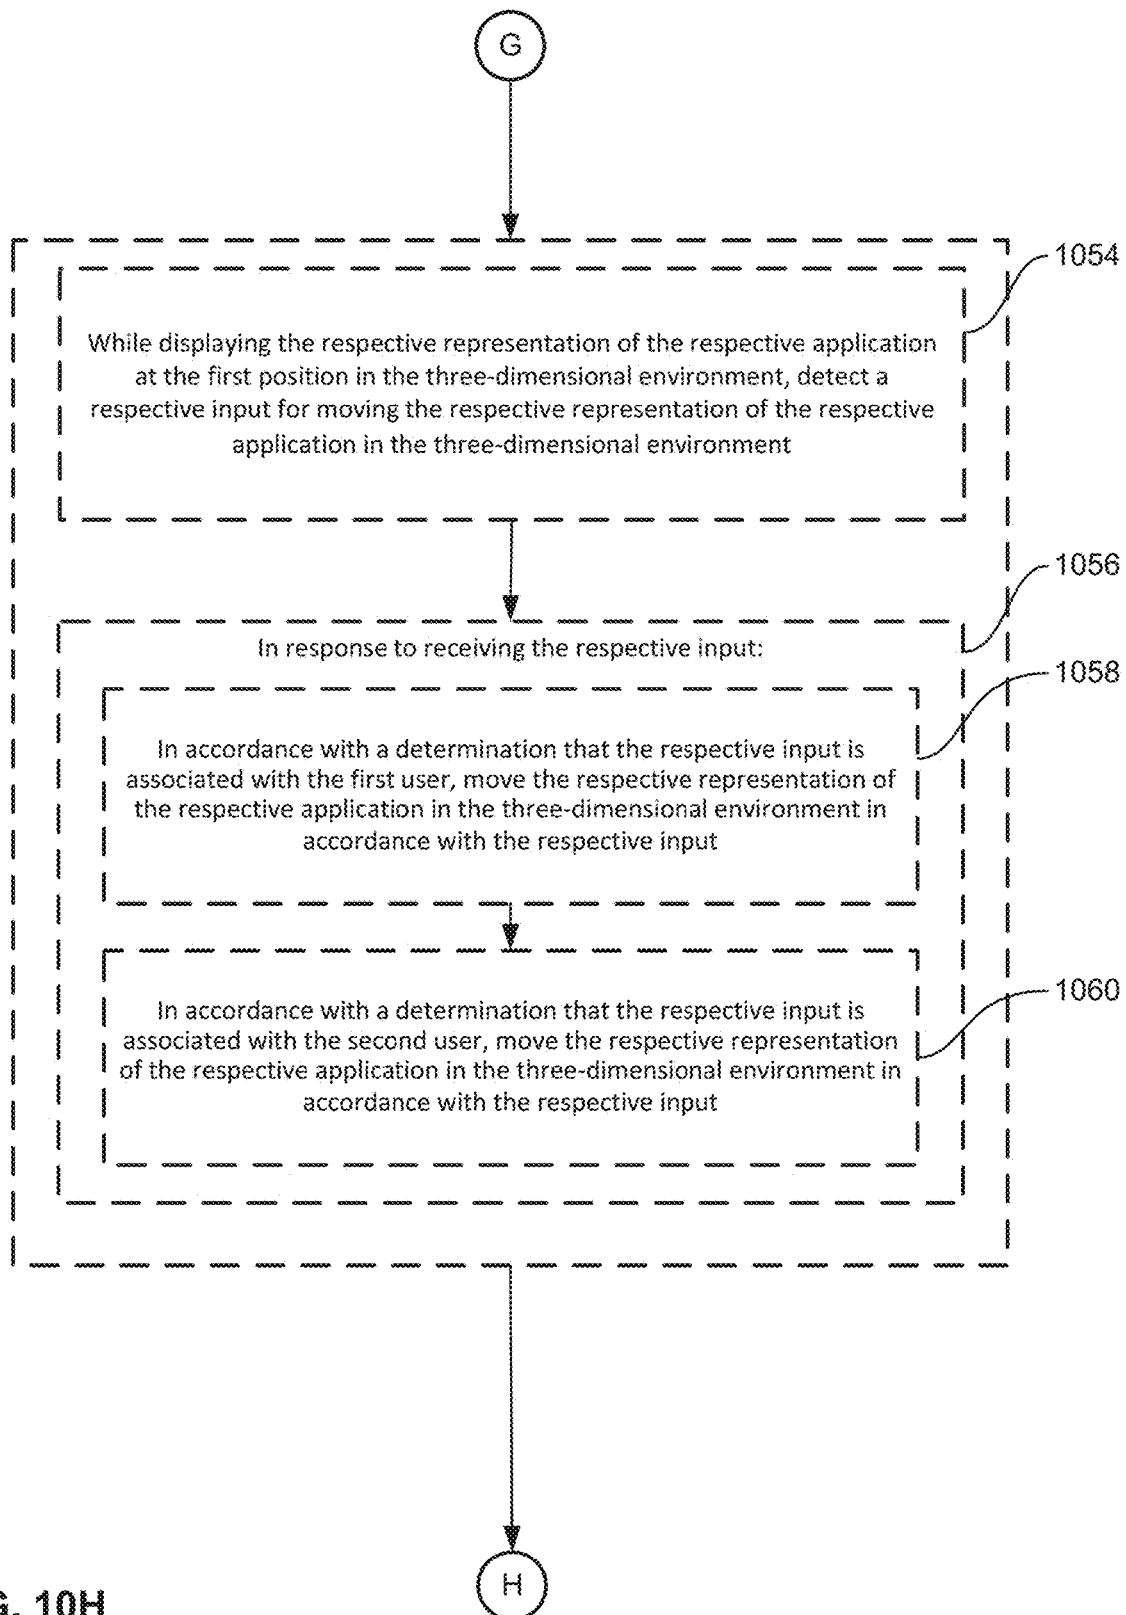 G
1054
While displaying the respective representation of the respective application
at the first position in the three-dimensional environment, detect a
respective input for moving the respective representation of the respective
application in the three-dimensional environment
1056
In response to receiving the respective input:
1058
In accordance with a determination that the respective input is
associated with the first user, move the respective representation of
the respective application in the three-dimensional environment in
accordance with the respective input
1060
In accordance with a determination that the respective input is
associated with the second user, move the respective representation
of the respective application in the three-dimensional environment in
accordance with the respective input
H
G. 10H